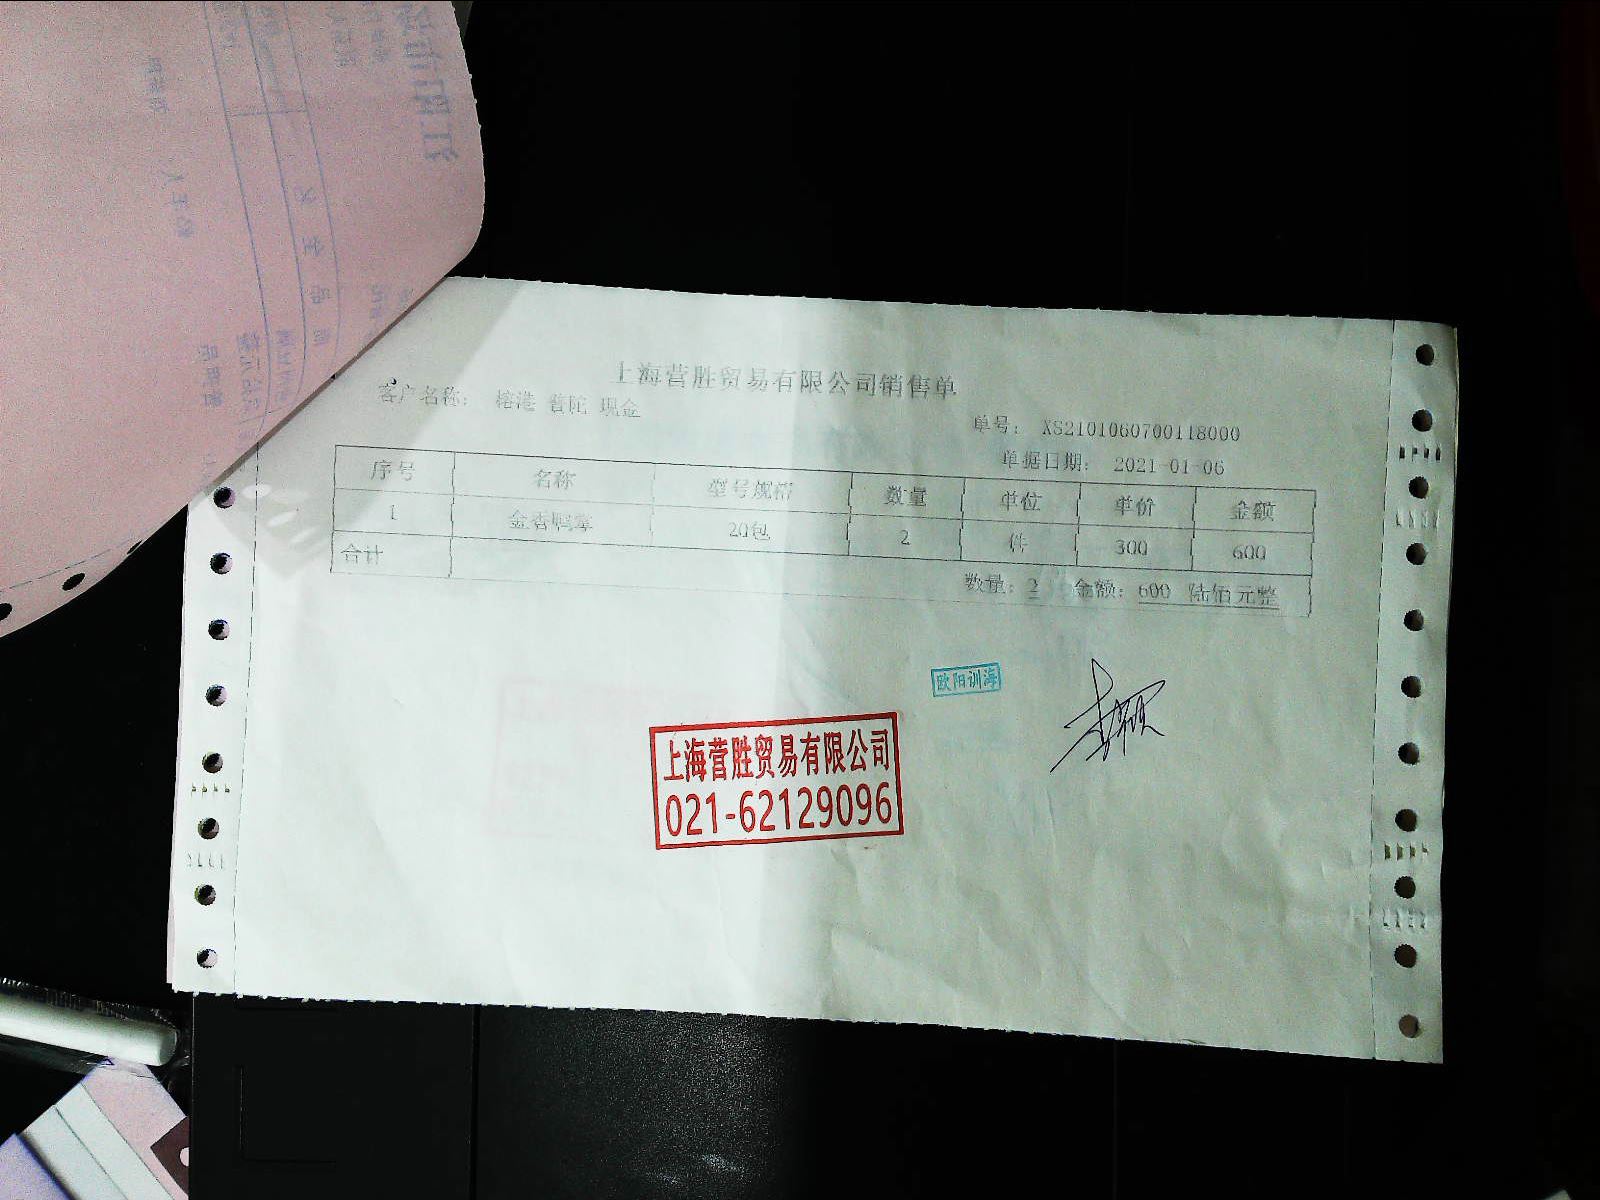 上海营胜贸易有限公司销售单
客户名称： 榕港 普陀 现金
单号： XS2101060700118000
单据日期： 2021-01-06
序号 名称 型号规格 数量 单位 单价 金额
1 金香鸭掌 20包 2 件 300 600
合计 数量：2 金额：600 陆佰元整
欧阳训海
上海营胜贸易有限公司
021-62129096